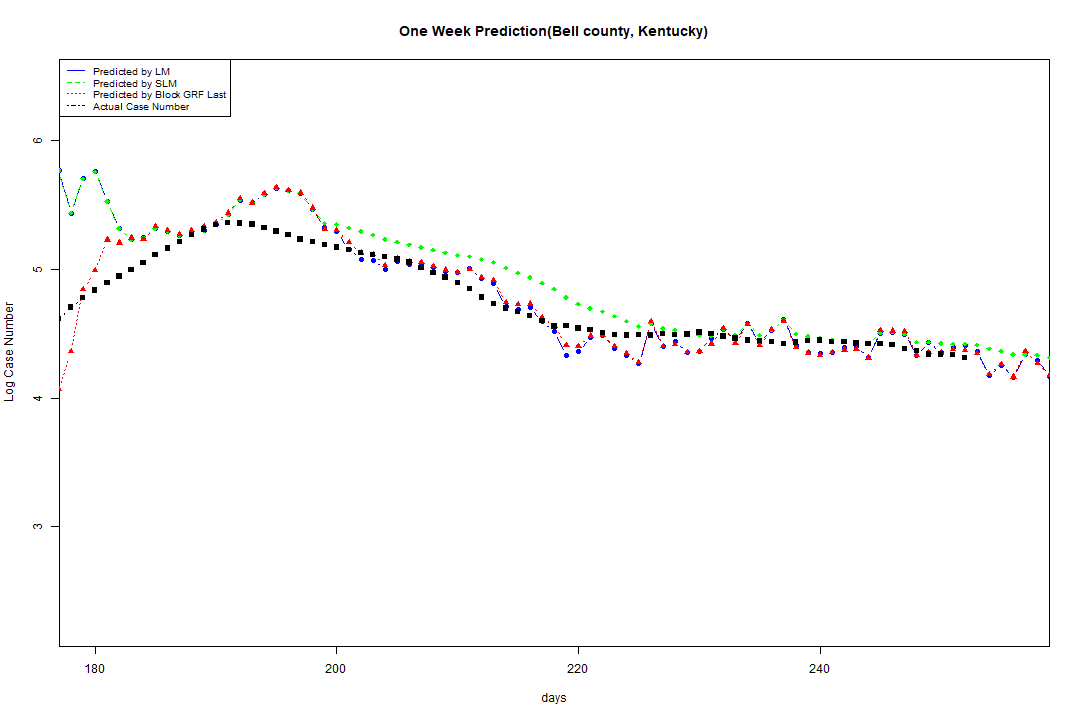 One Week Prediction(Bell county, Kentucky)
Predicted by LM
Predicted by SLM
Predicted by Block GRF Last
Actual Case Number
6
5
4
3
Log Case Number
180 200 220 240
days